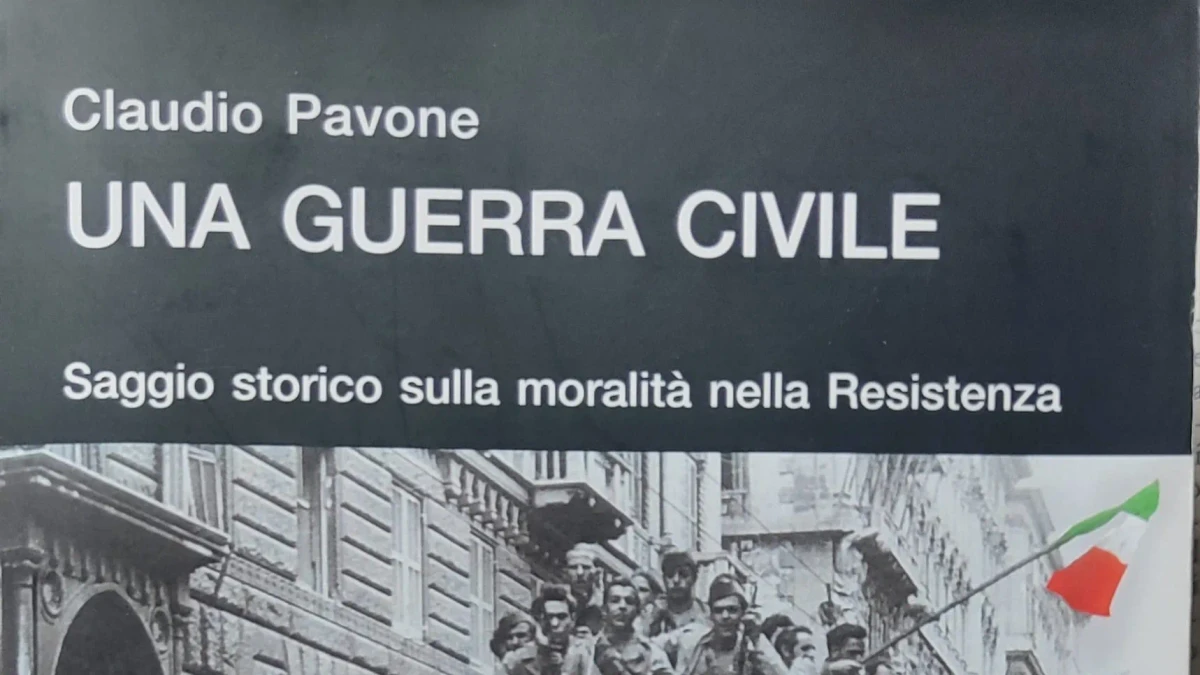 Claudio Pavone
UNA GUERRA CIVILE
Saggio storico sulla moralità nella Resistenza